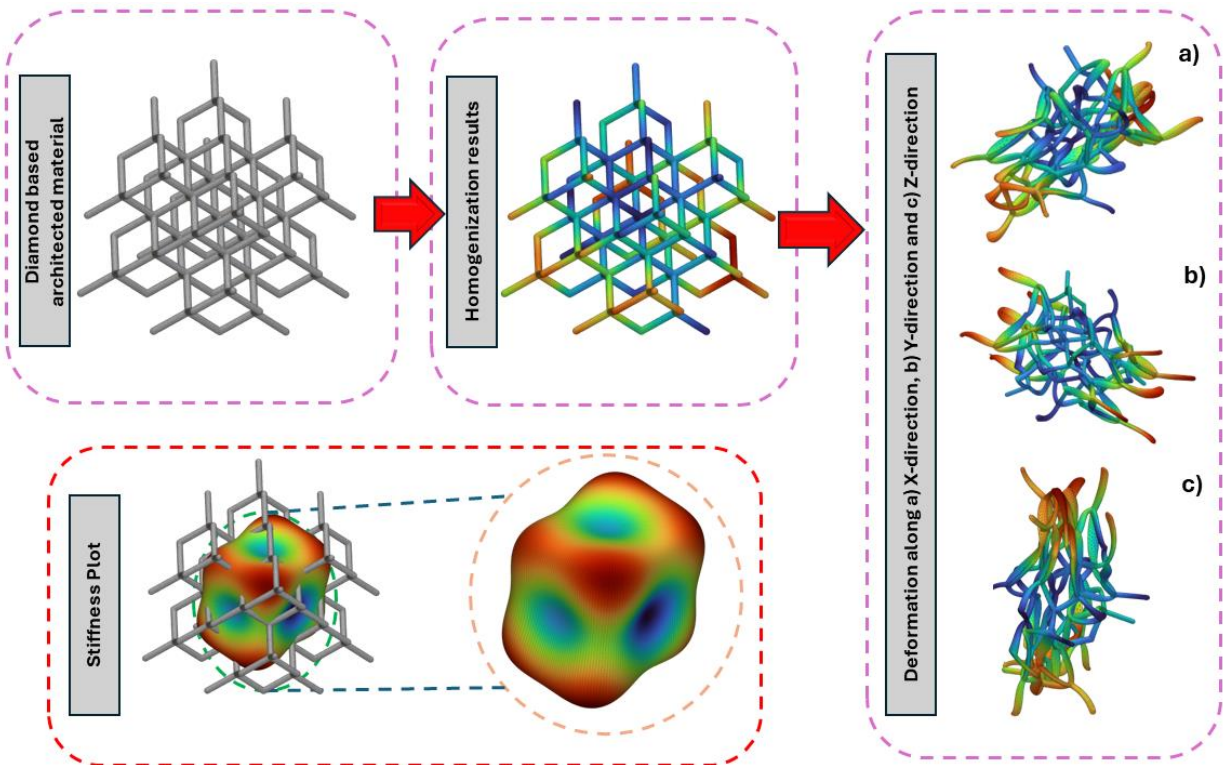 Diamond based
architected material
Homogenization results
Deformation along a) X-direction, b) Y-direction and c) Z-direction
a)
b)
c)
Stiffness Plot